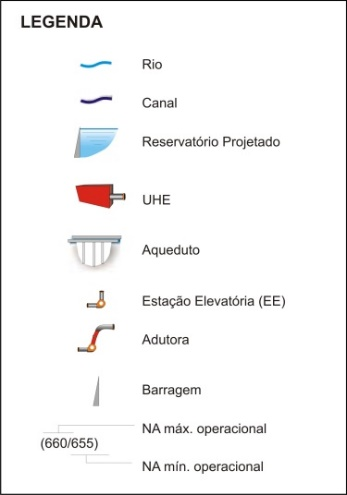 LEGENDA
Rio
Canal
Reservatório Projetado
UHE
Aqueduto
Estação Elevatória (EE)
Adutora
Barragem
NA máx. operacional
(660/655)
NA mín. operacional